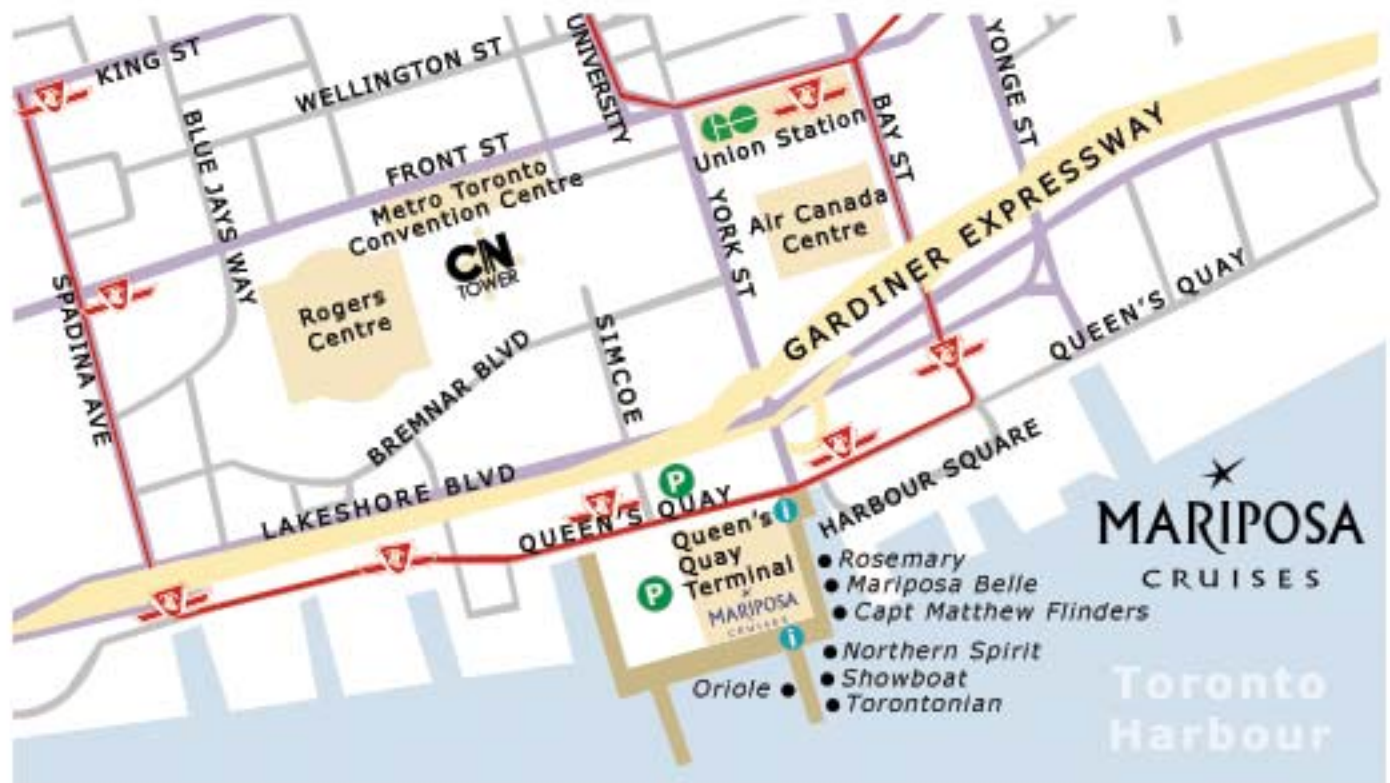 KING ST
WELLINGTON ST
UNIVERSITY
YONGE ST
BLUE JAYS WAY
FRONT ST
GO
Union Station
BAY ST
Metro Toronto
Convention Centre
CN
TOWER
YORK ST
Air Canada
Centre
GARDINER EXPRESSWAY
SPADINA AVE
Rogers
Centre
SIMCOE
BREMNAR BLVD
QUEEN'S QUAY
LAKESHORE BLVD
P
QUEEN'S QUAY
HARBOUR SQUARE
i
Queen's
Quay
Terminal
P
MARIPOSA
CRUISES
i
Rosemary
Mariposa Belle
Capt Matthew Flinders
Northern Spirit
Showboat
Torontonian
Oriole
MARIPOSA
CRUISES
Toronto
Harbour